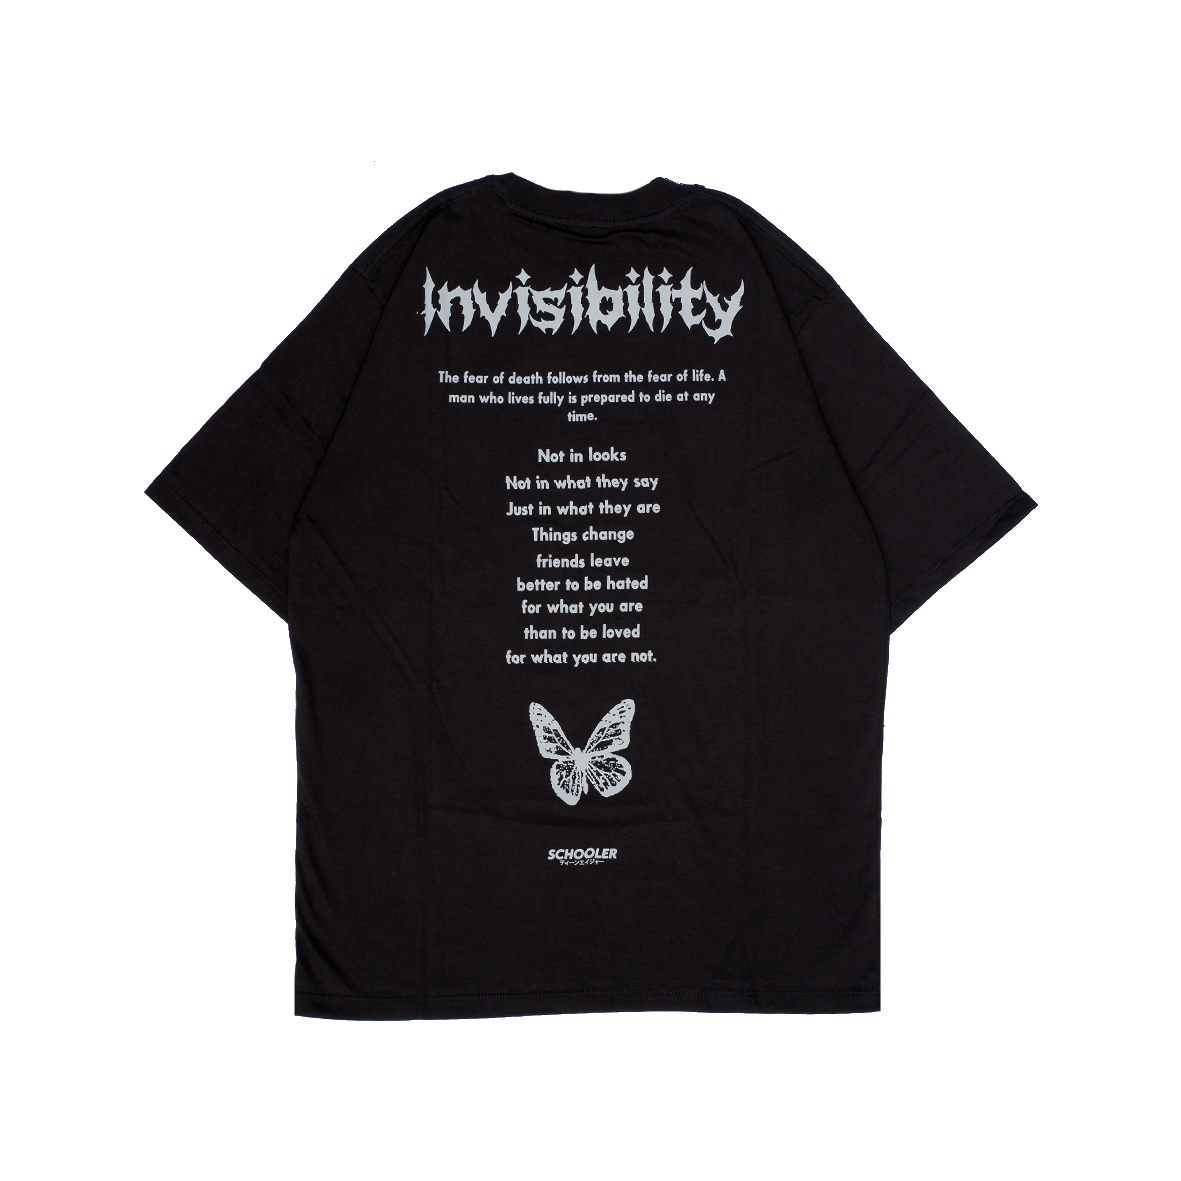 Invisibility
The fear of death follows from the fear of life. A
man who lives fully is prepared to die at any
time.
Not in looks
Not in what they say
Just in what they are
Things change
friends leave
better to be hated
for what you are
than to be loved
for what you are not.
SCHOOLER
ティーンエイジャー